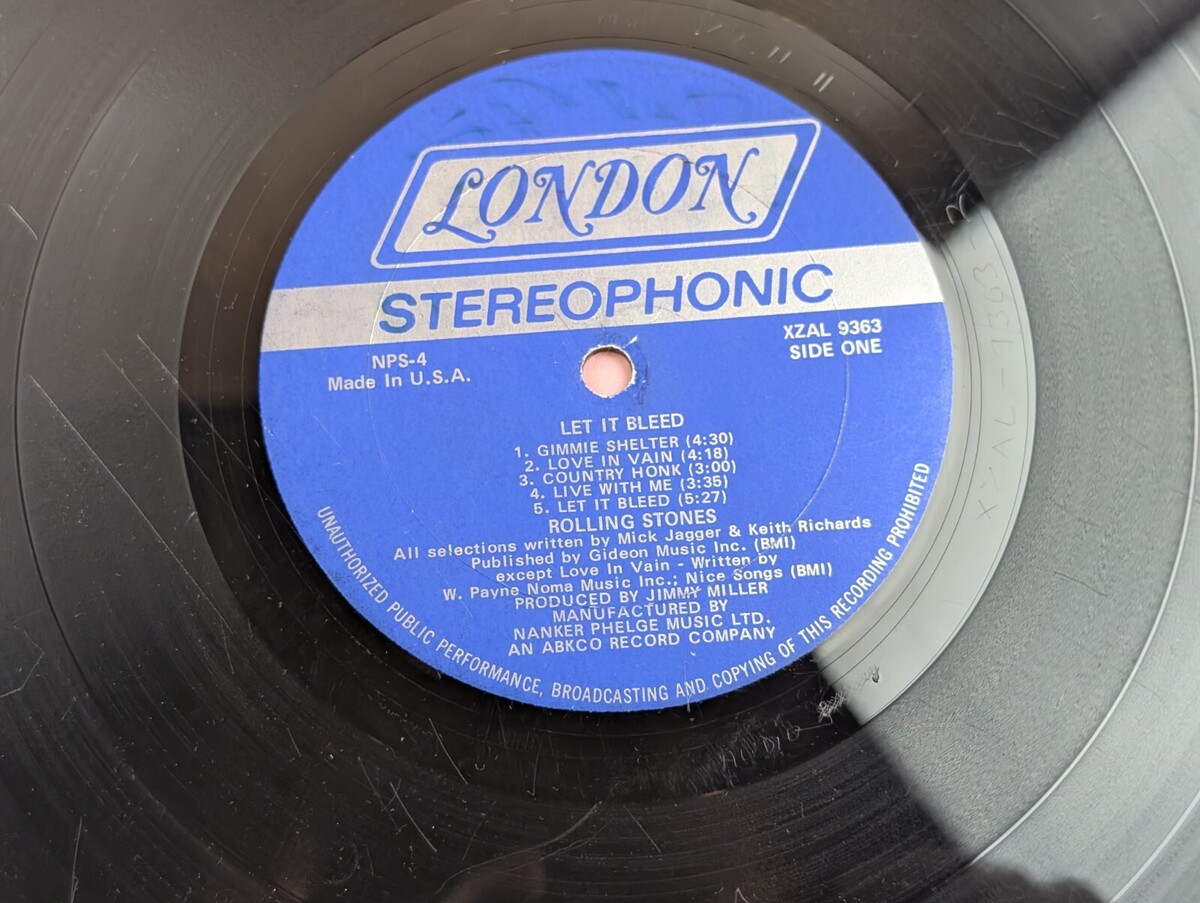 LONDON
STEREOPHONIC
NPS-4
Made In U.S.A.
XZAL 9363
SIDE ONE
LET IT BLEED
1. GIMMIE SHELTER (4:30)
2. LOVE IN VAIN (4:18)
3. COUNTRY HONK (3:00)
4. LIVE WITH ME (3:35)
5. LET IT BLEED (5:27)
ROLLING STONES
All selections written by Mick Jagger & Keith Richards
Published by Gideon Music Inc. (BMI)
except Love In Vain - Written by
W. Payne Noma Music Inc.; Nice Songs (BMI)
PRODUCED BY JIMMY MILLER
MANUFACTURED BY
NANKER PHELGE MUSIC LTD.
AN ABKCO RECORD COMPANY
UNAUTHORIZED PUBLIC PERFORMANCE, BROADCASTING AND COPYING OF THIS RECORDING PROHIBITED